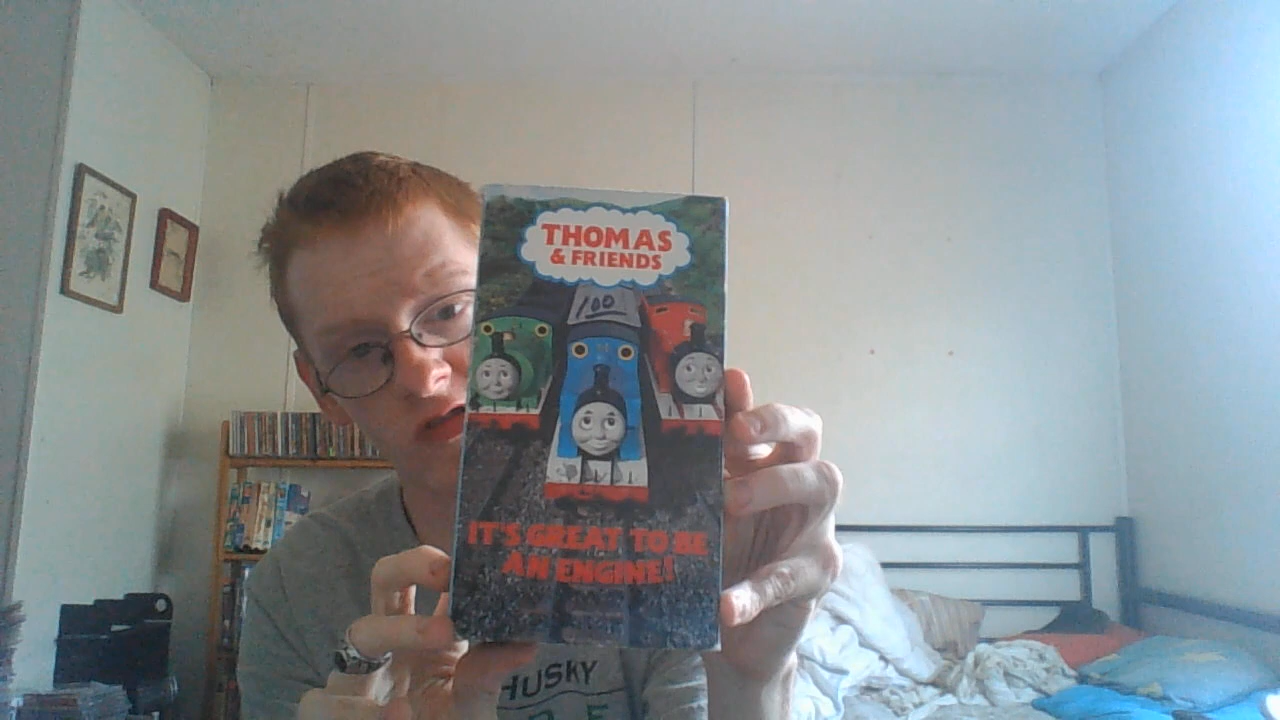 THOMAS
& FRIENDS
100
IT'S GREAT TO BE
AN ENGINE!
HUSKY